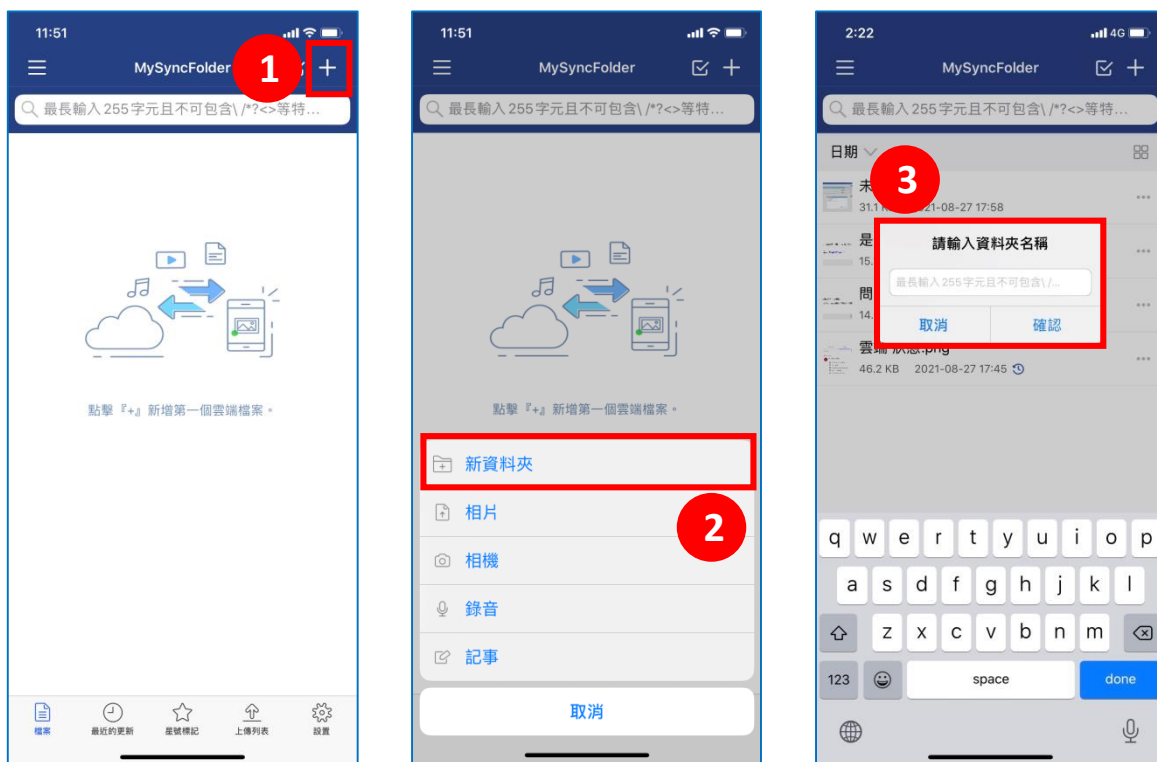 11:51
MySyncFolder
1
最長輸入255字元且不可包含\ /*?<>等特...
點擊『+』新增第一個雲端檔案。
檔案
最近的更新
星號標記
上傳列表
設置
11:51
MySyncFolder
最長輸入255字元且不可包含\ /*?<>等特...
點擊『+』新增第一個雲端檔案。
新資料夾
相片
2
相機
錄音
記事
取消
2:22
4G
MySyncFolder
最長輸入255字元且不可包含\ /*?<>等特...
日期
3
未
31.1 21-08-27 17:58
請輸入資料夾名稱
是
15.
最長輸入255字元且不可包含\ /...
問
14.
取消 確認
雲端 .png
46.2 KB 2021-08-27 17:45
q w e r t y u i o p
a s d f g h j k l
z x c v b n m
123 space done